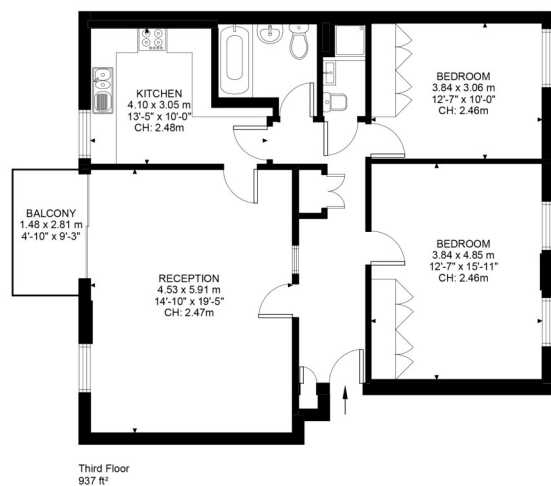 KITCHEN
4.10 x 3.05 m
13'-5" x 10'-0"
CH: 2.48m
BEDROOM
3.84 x 3.06 m
12'-7" x 10'-0"
CH: 2.46m
BALCONY
1.48 x 2.81 m
4'-10" x 9'-3"
RECEPTION
4.53 x 5.91 m
14'-10" x 19'-5"
CH: 2.47m
BEDROOM
3.84 x 4.85 m
12'-7" x 15'-11"
CH: 2.46m
Third Floor
937 ft²